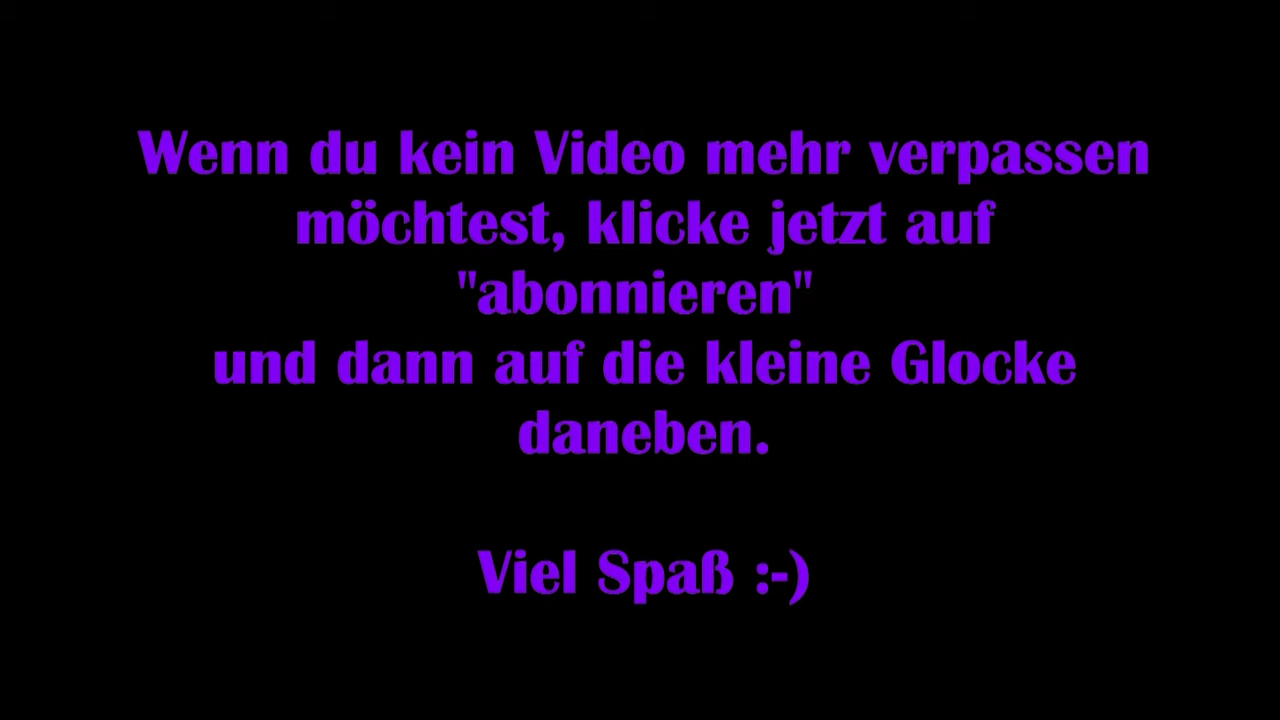 Wenn du kein Video mehr verpassen
möchtest, klicke jetzt auf
"abonnieren"
und dann auf die kleine Glocke
daneben.
Viel Spaß :-)